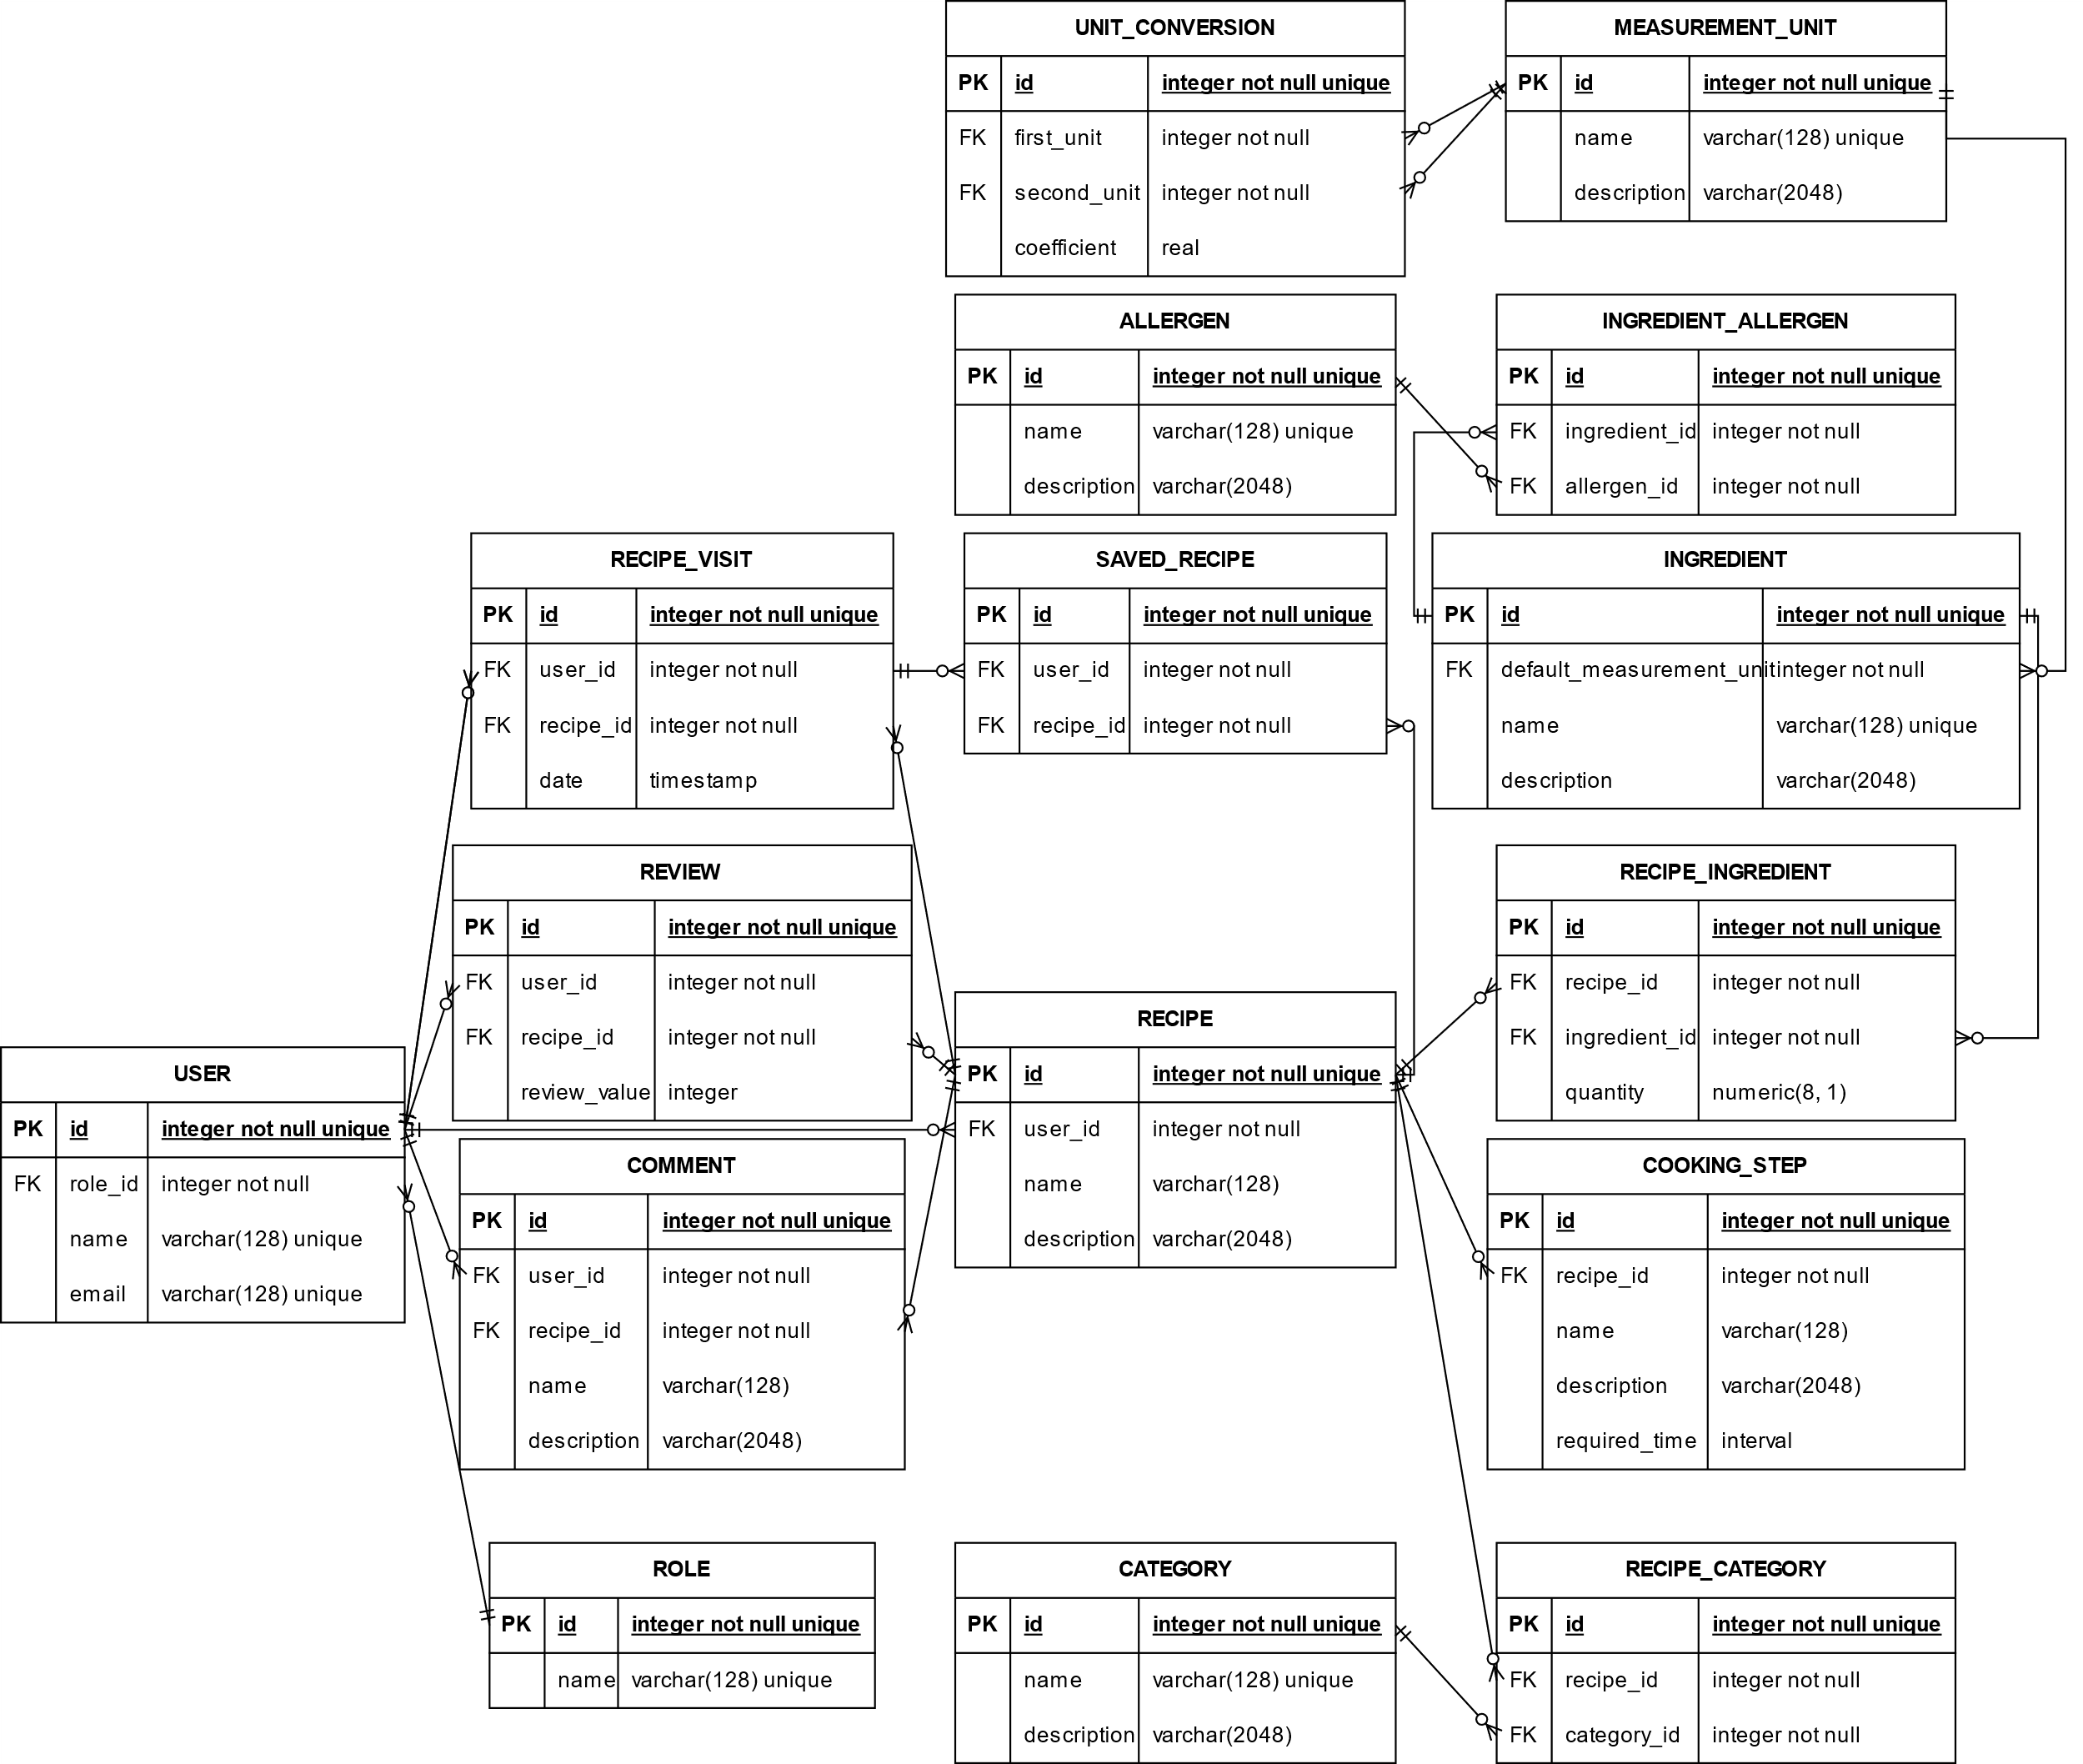 UNIT_CONVERSION
PK id integer not null unique
FK first_unit integer not null
FK second_unit integer not null
coefficient real
MEASUREMENT_UNIT
PK id integer not null unique
name varchar(128) unique
description varchar(2048)
ALLERGEN
PK id integer not null unique
name varchar(128) unique
description varchar(2048)
INGREDIENT_ALLERGEN
PK id integer not null unique
FK ingredient_id integer not null
FK allergen_id integer not null
RECIPE_VISIT
PK id integer not null unique
FK user_id integer not null
FK recipe_id integer not null
date timestamp
SAVED_RECIPE
PK id integer not null unique
FK user_id integer not null
FK recipe_id integer not null
INGREDIENT
PK id integer not null unique
FK default_measurement_unit integer not null
name varchar(128) unique
description varchar(2048)
REVIEW
PK id integer not null unique
FK user_id integer not null
FK recipe_id integer not null
review_value integer
RECIPE_INGREDIENT
PK id integer not null unique
FK recipe_id integer not null
FK ingredient_id integer not null
quantity numeric(8, 1)
RECIPE
PK id integer not null unique
FK user_id integer not null
name varchar(128)
description varchar(2048)
USER
PK id integer not null unique
FK role_id integer not null
name varchar(128) unique
email varchar(128) unique
COMMENT
PK id integer not null unique
FK user_id integer not null
FK recipe_id integer not null
name varchar(128)
description varchar(2048)
COOKING_STEP
PK id integer not null unique
FK recipe_id integer not null
name varchar(128)
description varchar(2048)
required_time interval
ROLE
PK id integer not null unique
name varchar(128) unique
CATEGORY
PK id integer not null unique
name varchar(128) unique
description varchar(2048)
RECIPE_CATEGORY
PK id integer not null unique
FK recipe_id integer not null
FK category_id integer not null